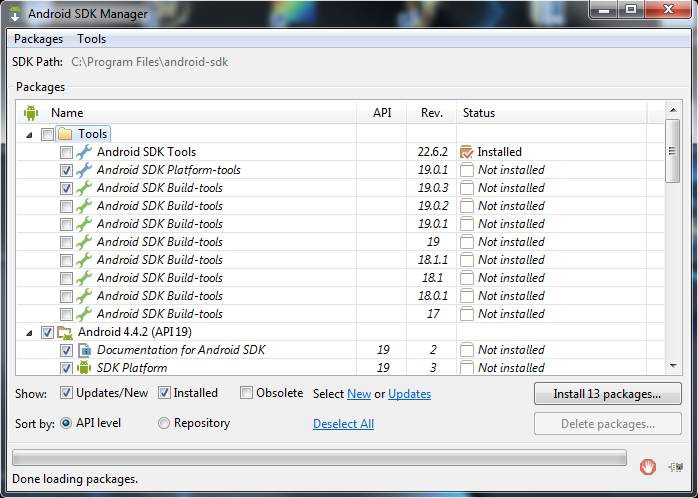 Android SDK Manager
Packages Tools
SDK Path: C:\Program Files\android-sdk
Packages
Name API Rev. Status
Tools
Android SDK Tools 22.6.2 Installed
Android SDK Platform-tools 19.0.1 Not installed
Android SDK Build-tools 19.0.3 Not installed
Android SDK Build-tools 19.0.2 Not installed
Android SDK Build-tools 19.0.1 Not installed
Android SDK Build-tools 19 Not installed
Android SDK Build-tools 18.1.1 Not installed
Android SDK Build-tools 18.1 Not installed
Android SDK Build-tools 18.0.1 Not installed
Android SDK Build-tools 17 Not installed
Android 4.4.2 (API 19)
Documentation for Android SDK 19 2 Not installed
SDK Platform 19 3 Not installed
Show: Updates/New Installed Obsolete Select New or Updates Install 13 packages...
Sort by: API level Repository Deselect All Delete packages...
Done loading packages.